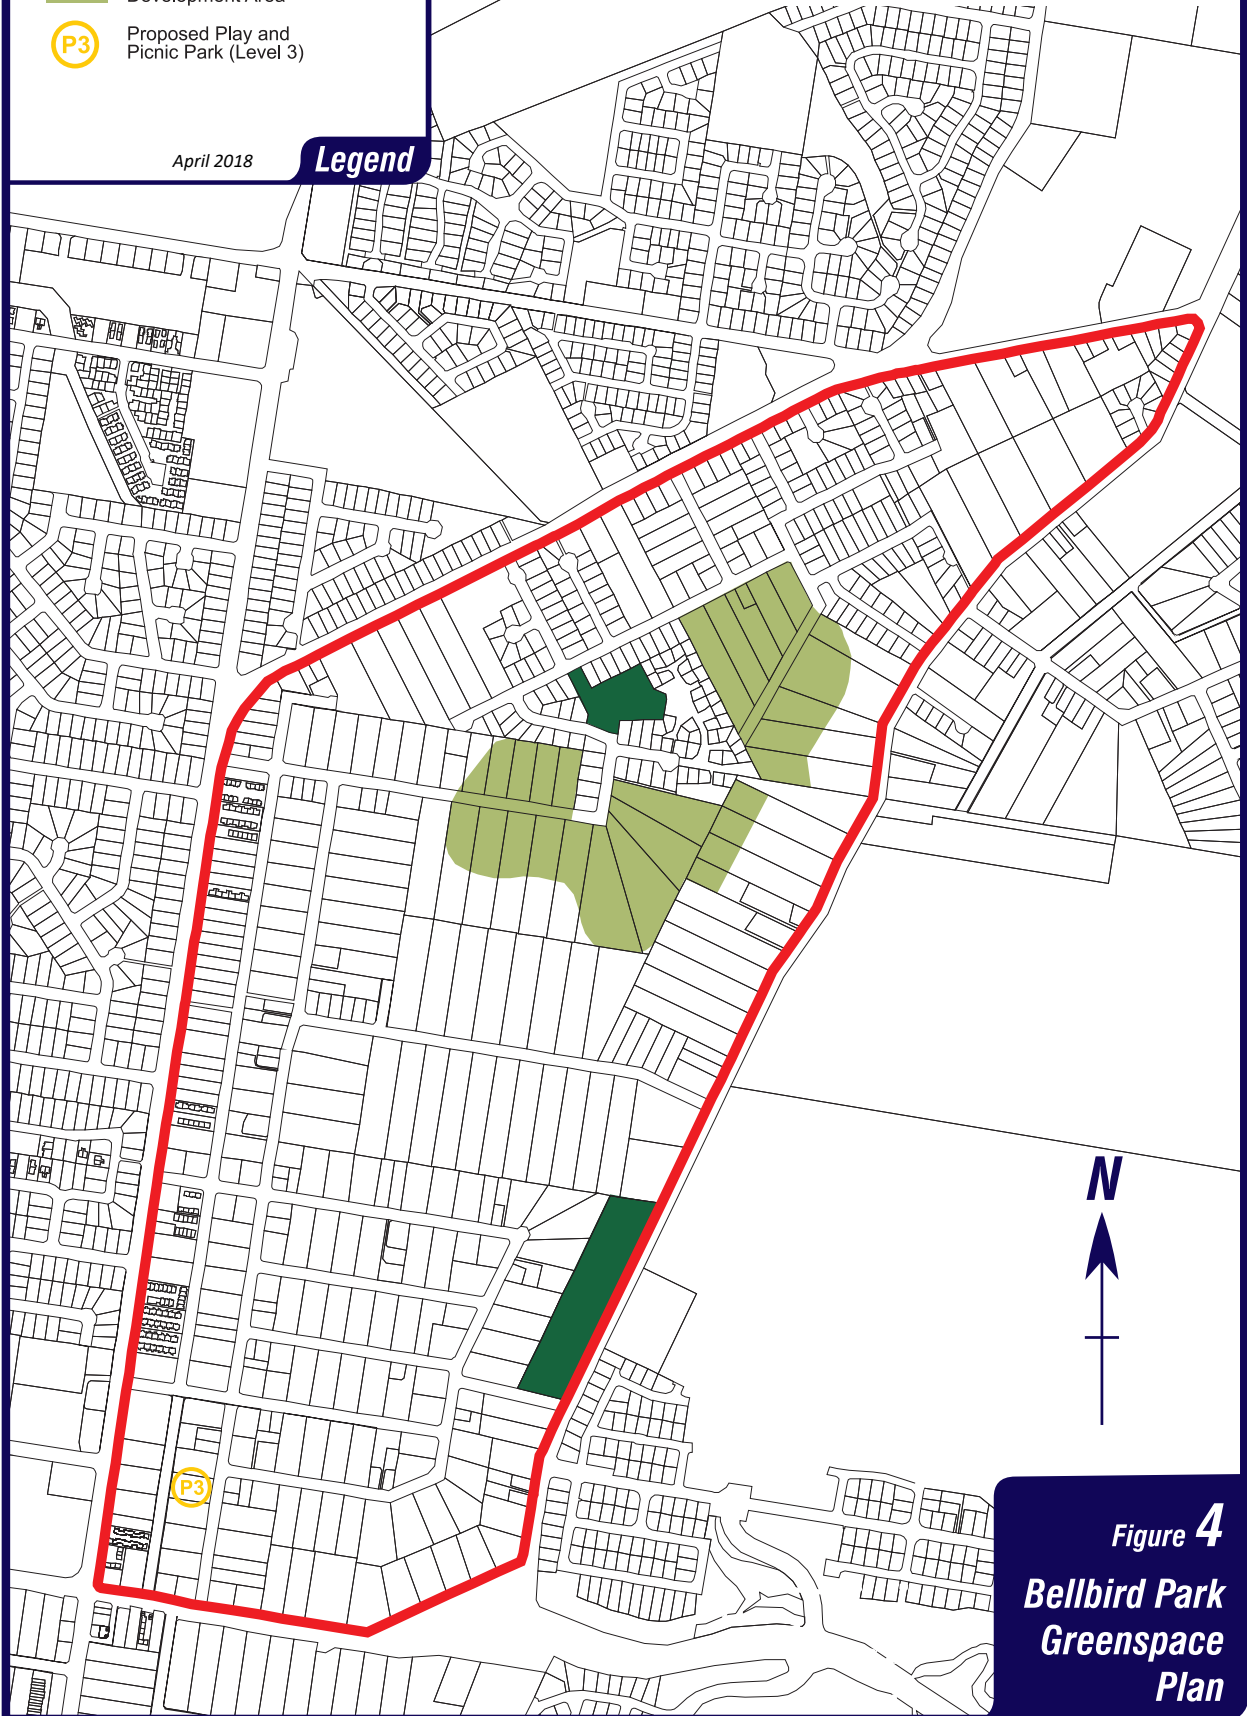 P3
Proposed Play and
Picnic Park (Level 3)
April 2018
Legend
N
P3
Figure 4
Bellbird Park
Greenspace
Plan